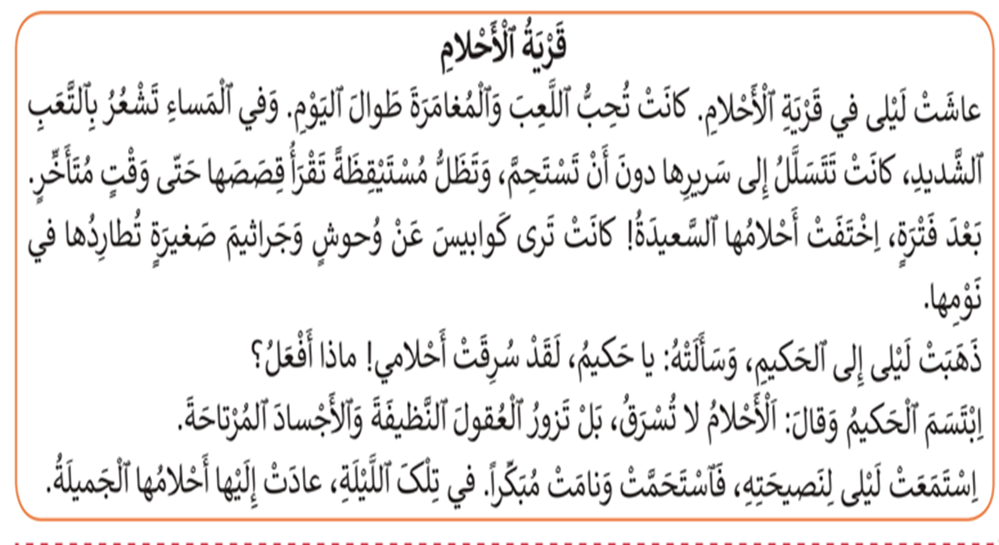 قَرْيَةُ ٱلْأَحْلامِ
عاشَتْ لَيْلى في قَرْيَةِ ٱلْأَحْلامِ. كانَتْ تُحِبُّ ٱللَّعِبَ وَٱلْمُغامَرَةَ طَوالَ ٱليَوْمِ. وَفي ٱلْمَساءِ تَشْعُرُ بِٱلتَّعَبِ
ٱلشَّديدِ، كانَتْ تَتَسَلَّلُ إِلى سَريرِها دونَ أَنْ تَسْتَحِمَّ، وَتَظَلُّ مُسْتَيْقِظَةً تَقْرَأُ قِصَصَها حَتّى وَقْتٍ مُتَأَخِّرٍ.
بَعْدَ فَتْرَةٍ، اِخْتَفَتْ أَحْلامُها ٱلسَّعيدَةُ! كانَتْ تَرى كَوابيسَ عَنْ وُحوشٍ وَجَراثيمَ صَغيرَةٍ تُطارِدُها في
نَوْمِها.
ذَهَبَتْ لَيْلى إِلى ٱلحَكيمِ، وَسَأَلَتْهُ: يا حَكيمُ، لَقَدْ سُرِقَتْ أَحْلامي! ماذا أَفْعَلُ؟
اِبْتَسَمَ ٱلْحَكيمُ وَقالَ: اَلْأَحْلامُ لا تُسْرَقُ، بَلْ تَزورُ ٱلْعُقولَ ٱلنَّظيفَةَ وَٱلأَجْسادَ ٱلمُرْتاحَةَ.
اِسْتَمَعَتْ لَيْلى لِنَصيحَتِهِ، فَٱسْتَحَمَّتْ وَنامَتْ مُبَكِّراً. في تِلْكَ ٱللَّيْلَةِ، عادَتْ إِلَيْها أَحْلامُها ٱلْجَميلَةُ.